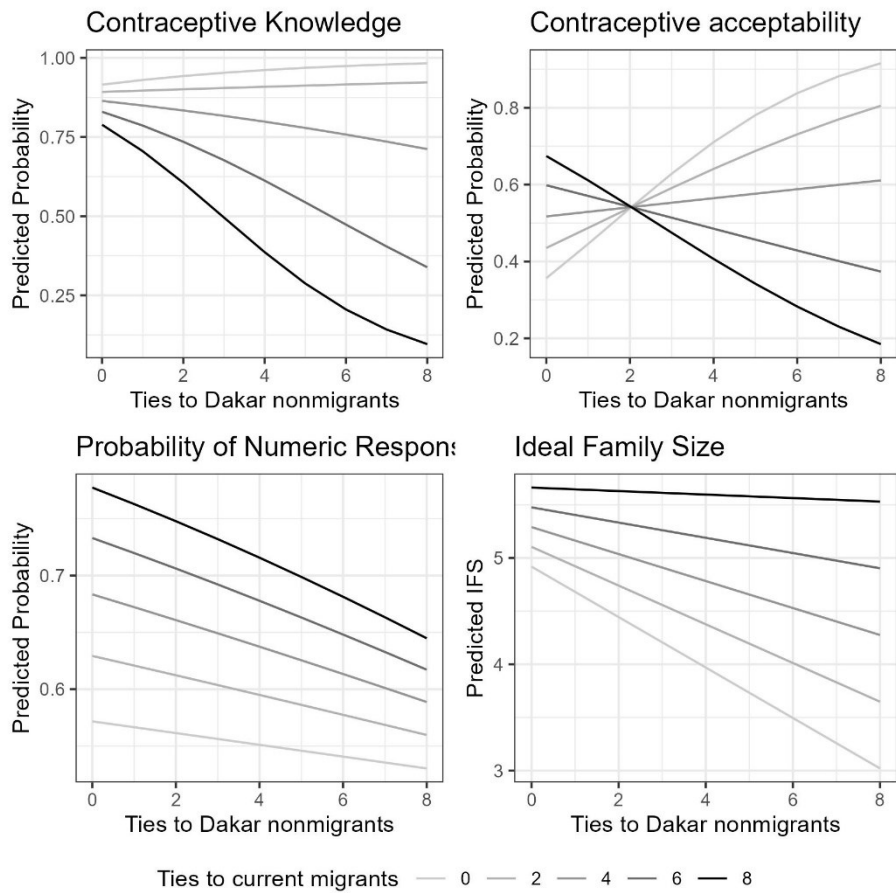 Contraceptive Knowledge
Predicted Probability
1.00
0.75
0.50
0.25
0 2 4 6 8
Ties to Dakar nonmigrants
Contraceptive acceptability
Predicted Probability
0.8
0.6
0.4
0.2
0 2 4 6 8
Ties to Dakar nonmigrants
Probability of Numeric Respons
Predicted Probability
0.7
0.6
0 2 4 6 8
Ties to Dakar nonmigrants
Ideal Family Size
Predicted IFS
5
4
3
0 2 4 6 8
Ties to Dakar nonmigrants
Ties to current migrants 0 2 4 6 8